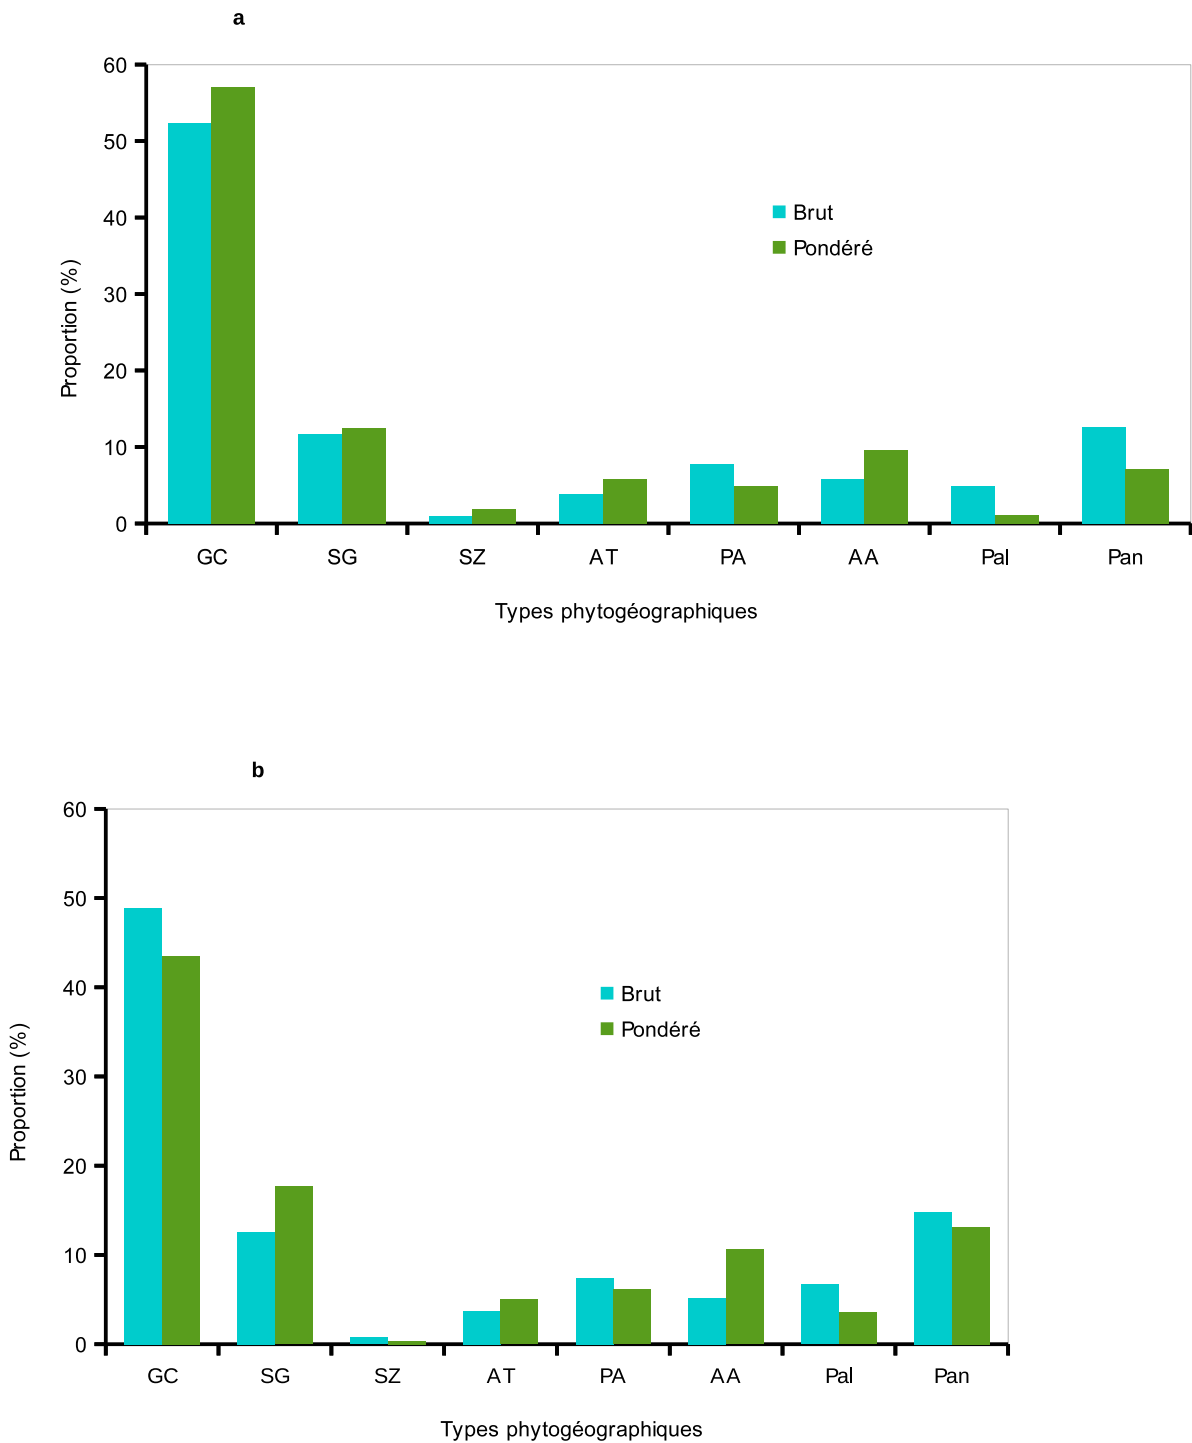 a
60
50
40
30
20
10
0
Proportion (%)
Brut
Pondéré
GC SG SZ AT PA AA Pal Pan
Types phytogéographiques
b
60
50
40
30
20
10
0
Proportion (%)
Brut
Pondéré
GC SG SZ AT PA AA Pal Pan
Types phytogéographiques